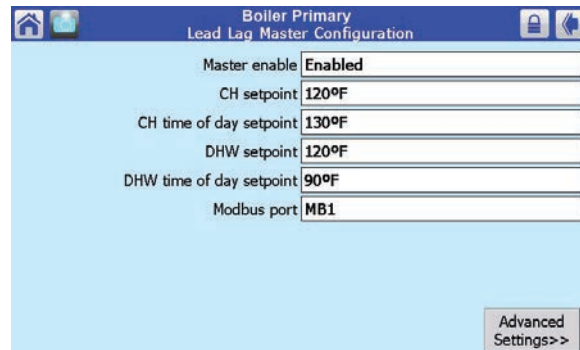 Boiler Primary
Lead Lag Master Configuration
Master enable Enabled
CH setpoint 120ºF
CH time of day setpoint 130ºF
DHW setpoint 120ºF
DHW time of day setpoint 90ºF
Modbus port MB1
Advanced
Settings>>